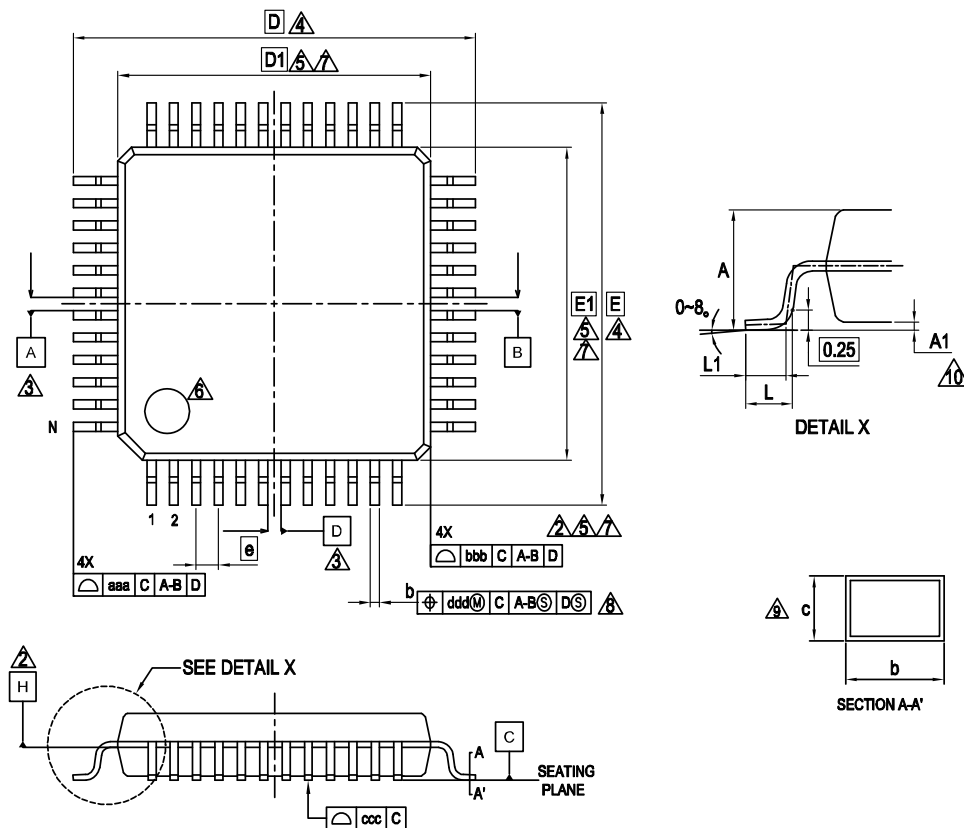 D 4
D1 5 7
E1 E
5 4
7
A
3
B
6
N
1 2
e
D
3
4X
aaa C A-B D
2 5 7
4X
bbb C A-B D
b
ddd Ⓜ C A-B Ⓢ D Ⓢ 8
A
0~8°
L1
L
0.25
A1
10
DETAIL X
9 c
b
SECTION A-A'
2
H
SEE DETAIL X
A
A'
C
SEATING
PLANE
ccc C